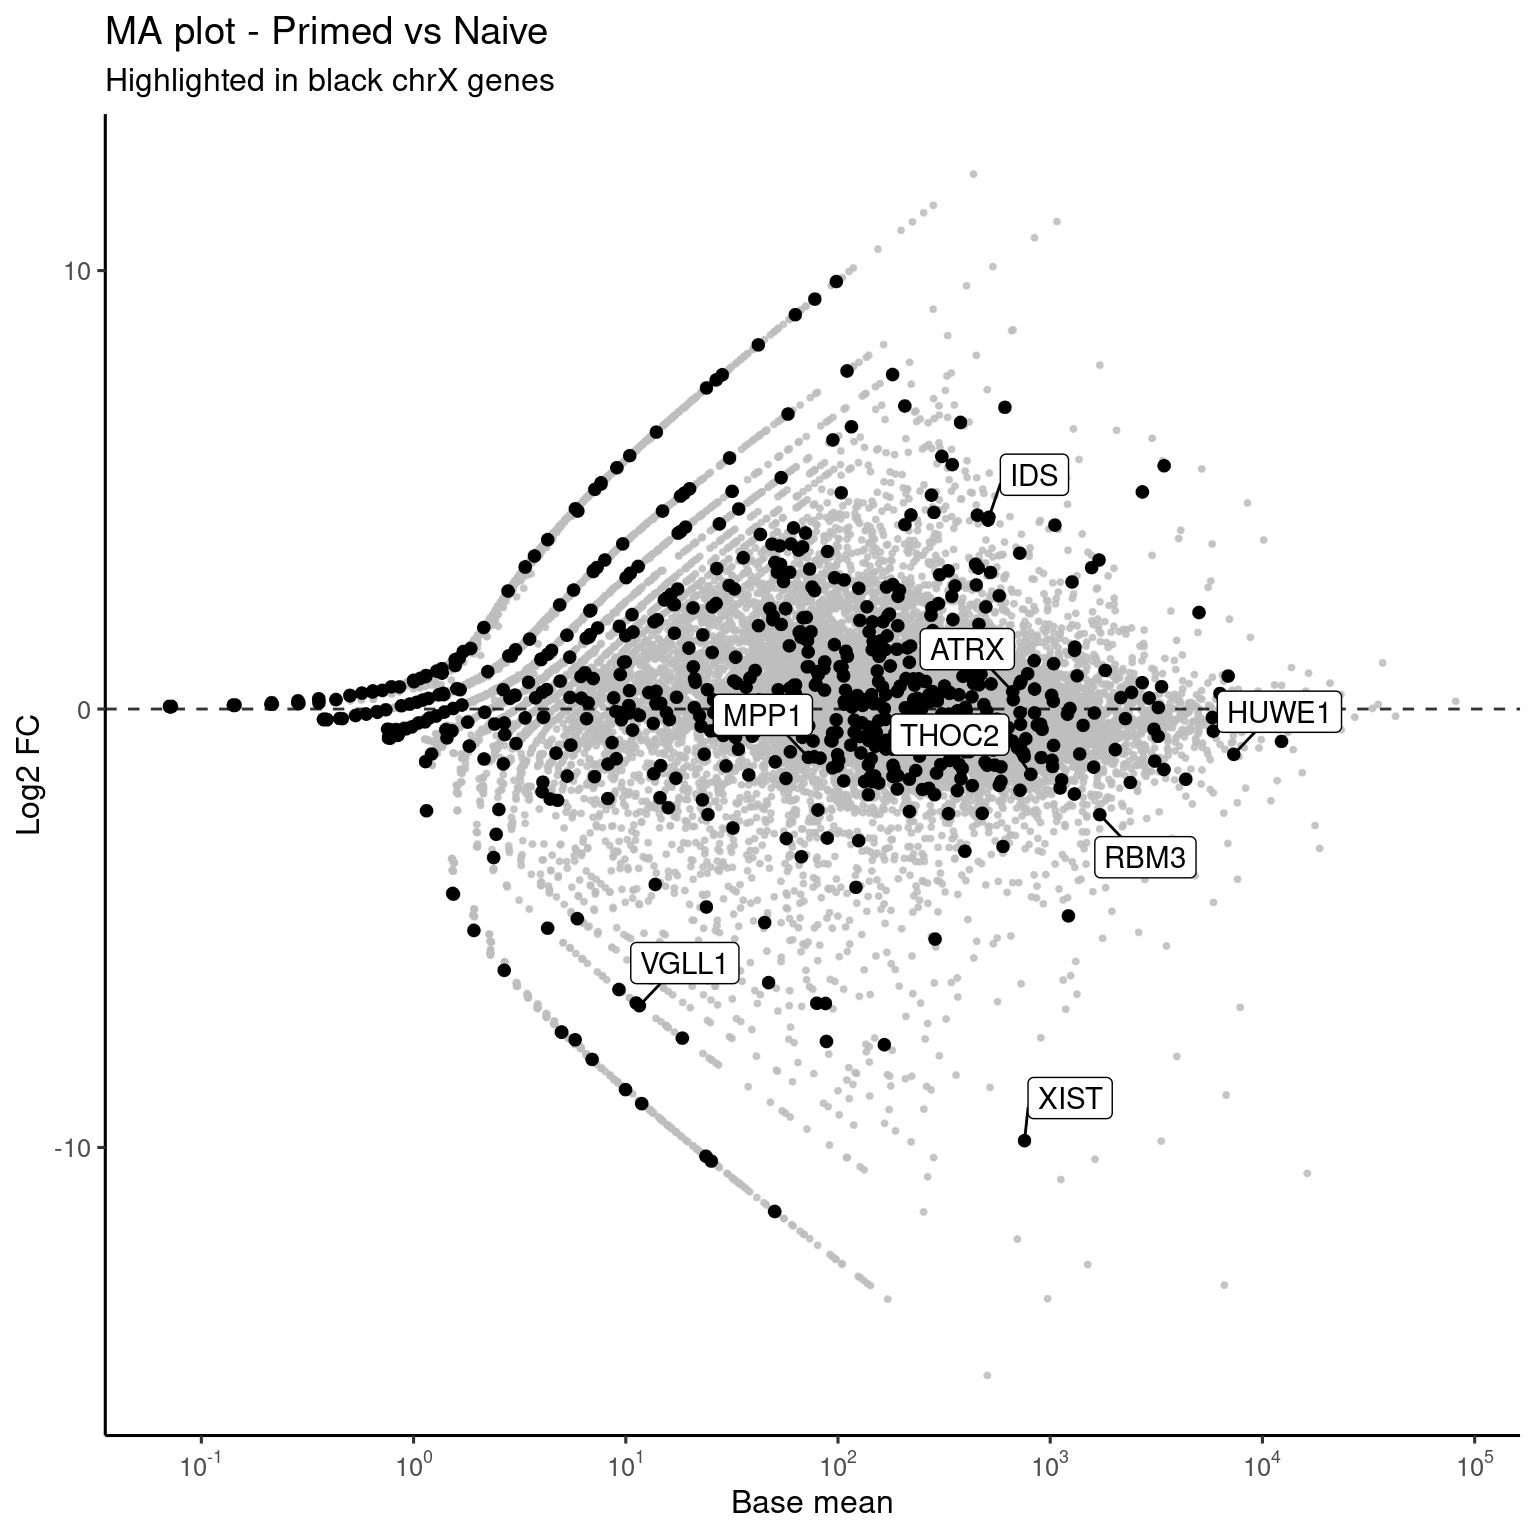 MA plot - Primed vs Naive
Highlighted in black chrX genes
10
0
-10
Log2 FC
IDS
ATRX
MPP1
THOC2
HUWE1
RBM3
VGLL1
XIST
10⁻¹
10⁰
10¹
10²
10³
10⁴
10⁵
Base mean